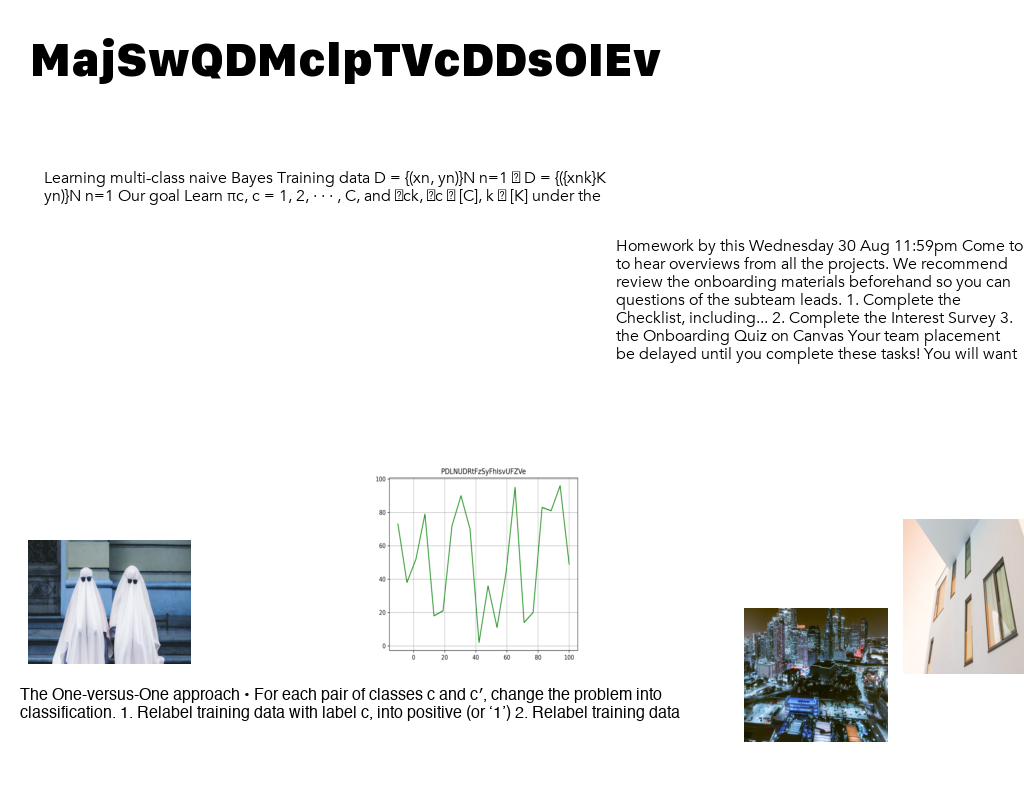 MajSwQDMclpTVcDDsOIEv
Learning multi-class naive Bayes Training data D = {(xn, yn)}N n=1 D = {({xnk}K
yn)}N n=1 Our goal Learn πc, c = 1, 2, · · · , C, and ck, c [C], k [K] under the
Homework by this Wednesday 30 Aug 11:59pm Come to
to hear overviews from all the projects. We recommend
review the onboarding materials beforehand so you can
questions of the subteam leads. 1. Complete the
Checklist, including... 2. Complete the Interest Survey 3.
the Onboarding Quiz on Canvas Your team placement
be delayed until you complete these tasks! You will want
PDLNUDRtFzSyFhIsvUFZVe
100
80
60
40
20
0
0 20 40 60 80 100
The One-versus-One approach • For each pair of classes c and c′, change the problem into
classification. 1. Relabel training data with label c, into positive (or ‘1’) 2. Relabel training data